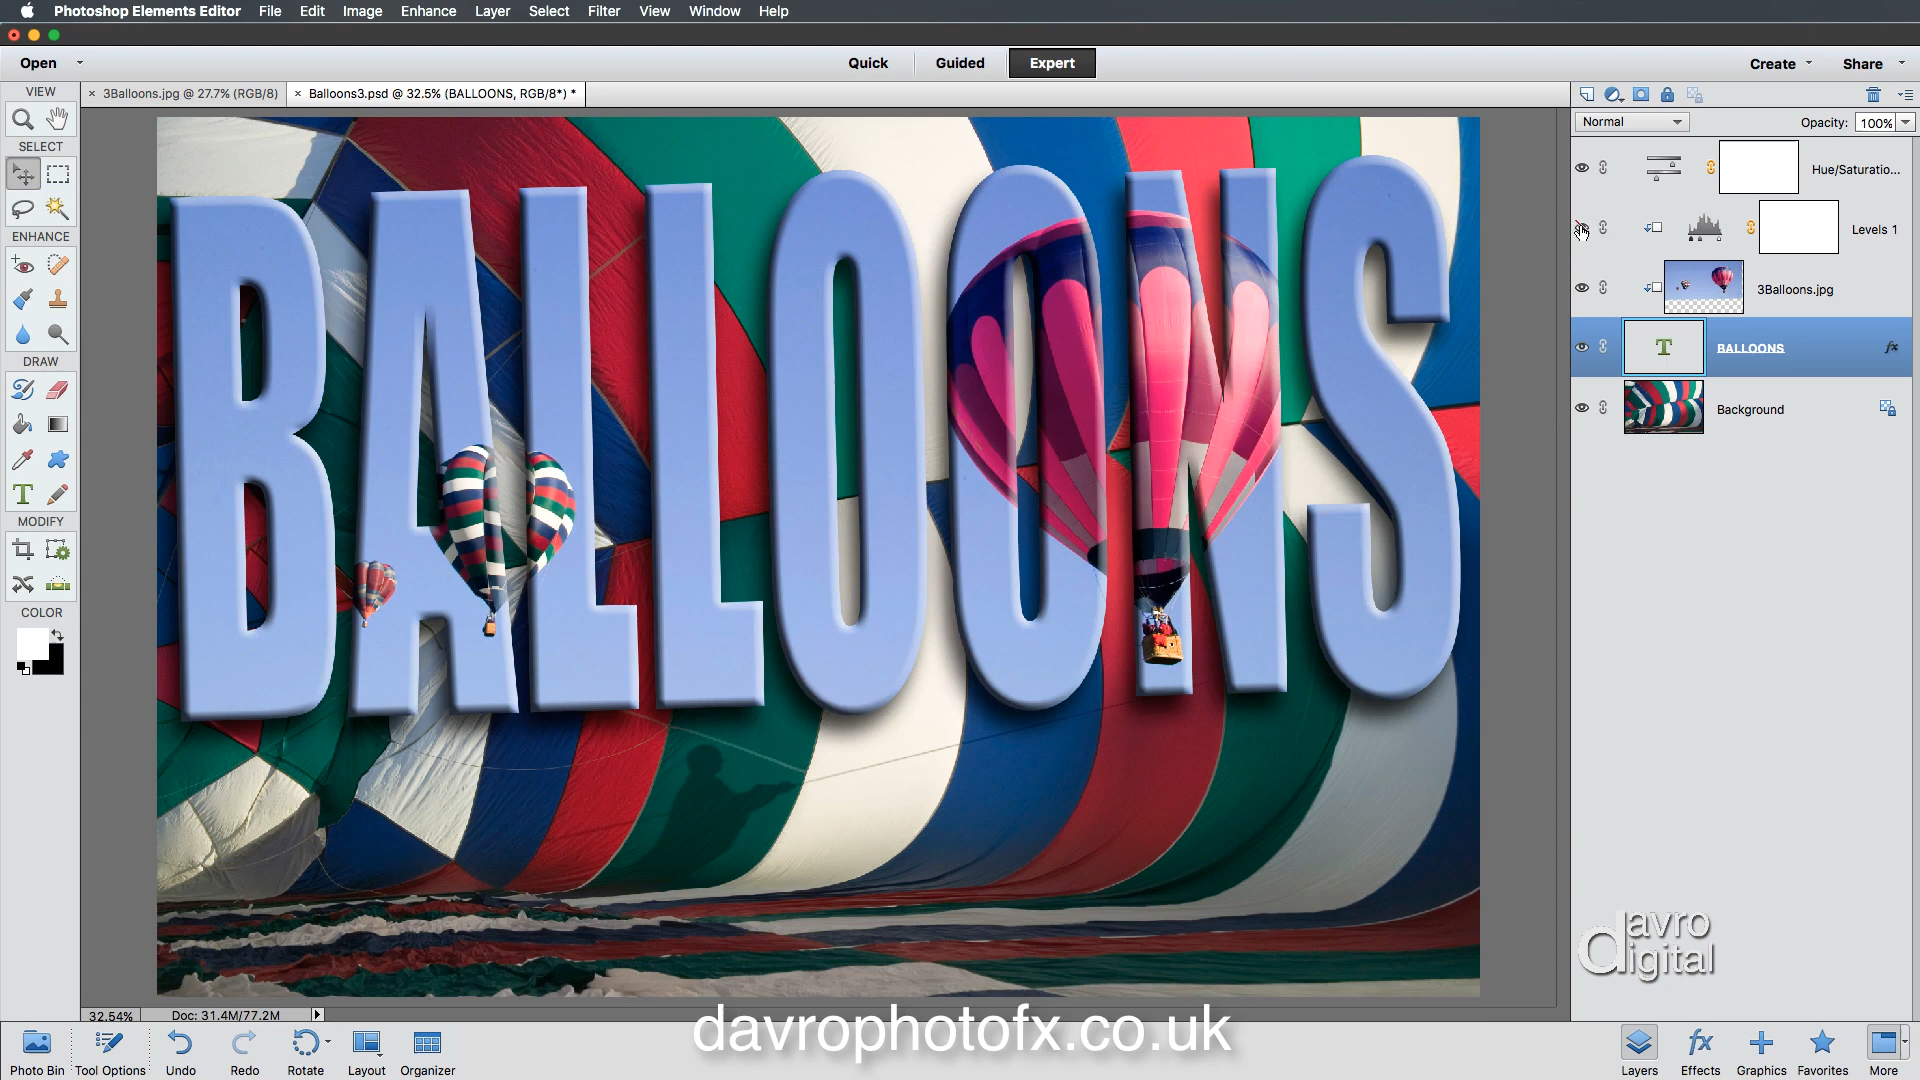 Photoshop Elements Editor File Edit Image Enhance Layer Select Filter View Window Help
Open Quick Guided Expert Create Share
VIEW
3Balloons.jpg @ 27.7% (RGB/8)
Balloons3.psd @ 32.5% (BALLOONS, RGB/8*) *
Normal Opacity: 100%
SELECT
Hue/Saturatio...
Levels 1
ENHANCE
3Balloons.jpg
T BALLOONS fx
DRAW
Background
T
MODIFY
COLOR
BALLOONS
davro
digital
32.54% Doc: 31.4M/77.2M
davrophotofx.co.uk
fx
Photo Bin Tool Options Undo Redo Rotate Layout Organizer Layers Effects Graphics Favorites More